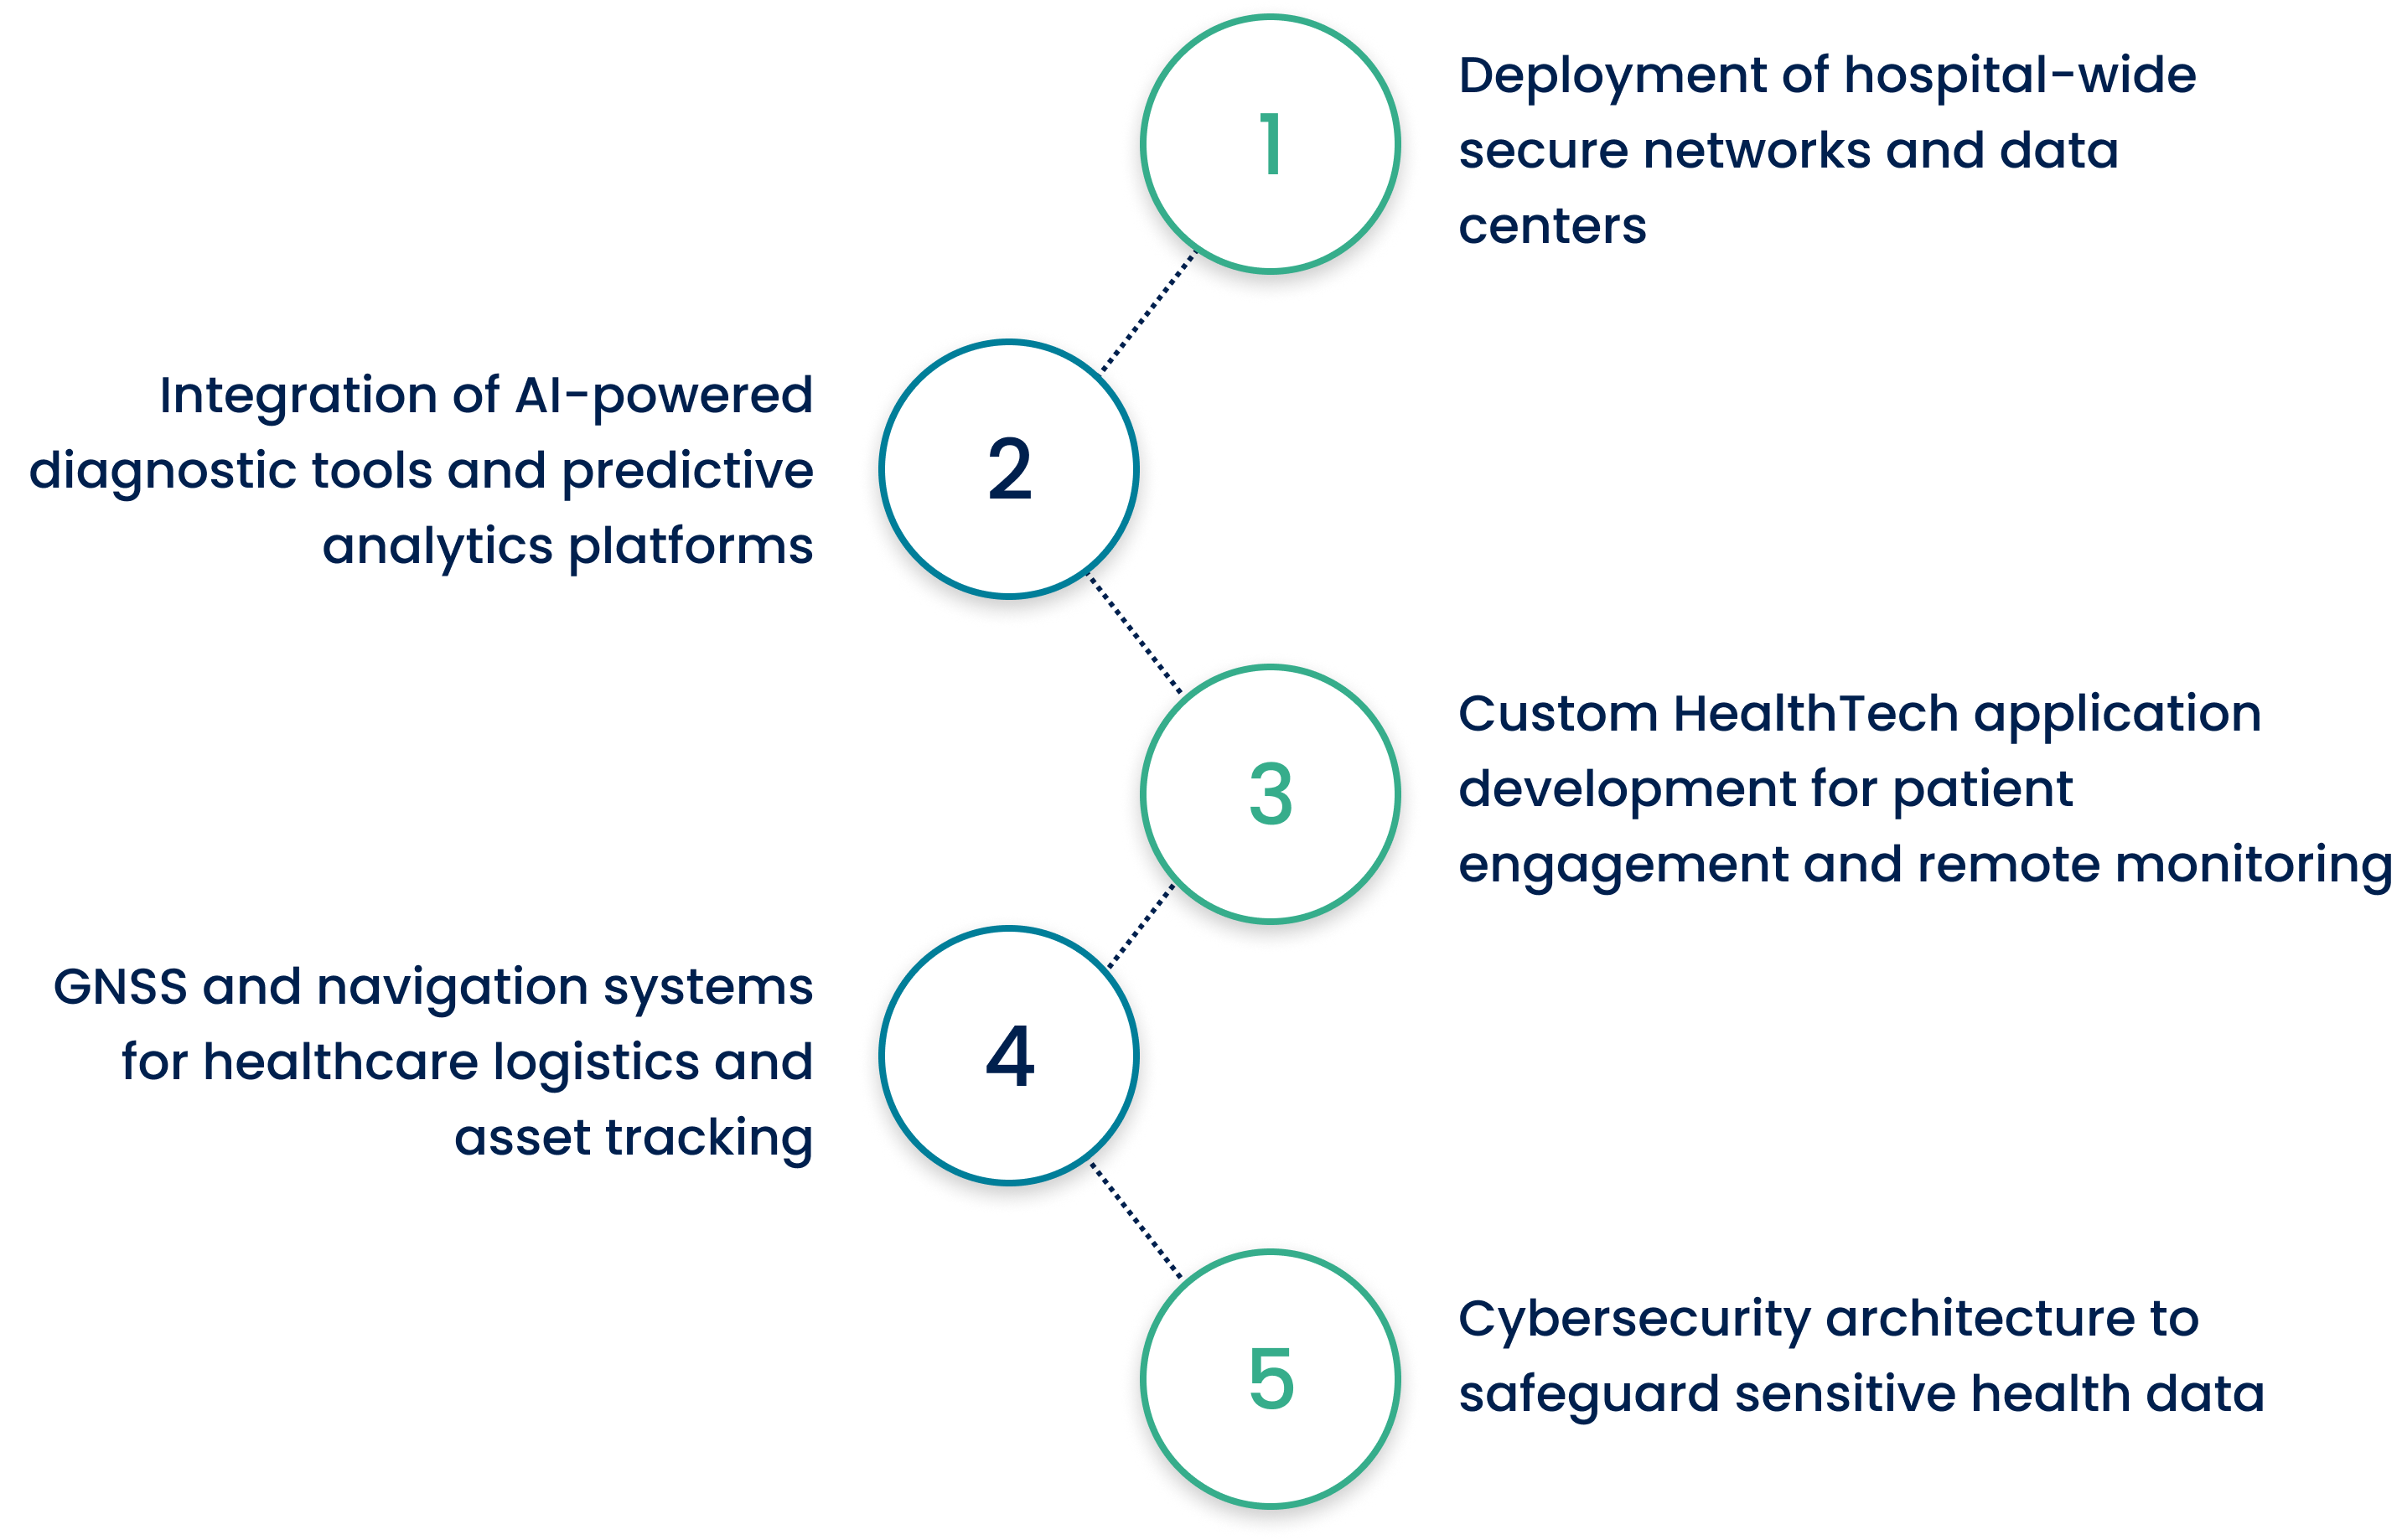 1
Deployment of hospital-wide
secure networks and data
centers
2
Integration of AI-powered
diagnostic tools and predictive
analytics platforms
3
Custom HealthTech application
development for patient
engagement and remote monitoring
4
GNSS and navigation systems
for healthcare logistics and
asset tracking
5
Cybersecurity architecture to
safeguard sensitive health data